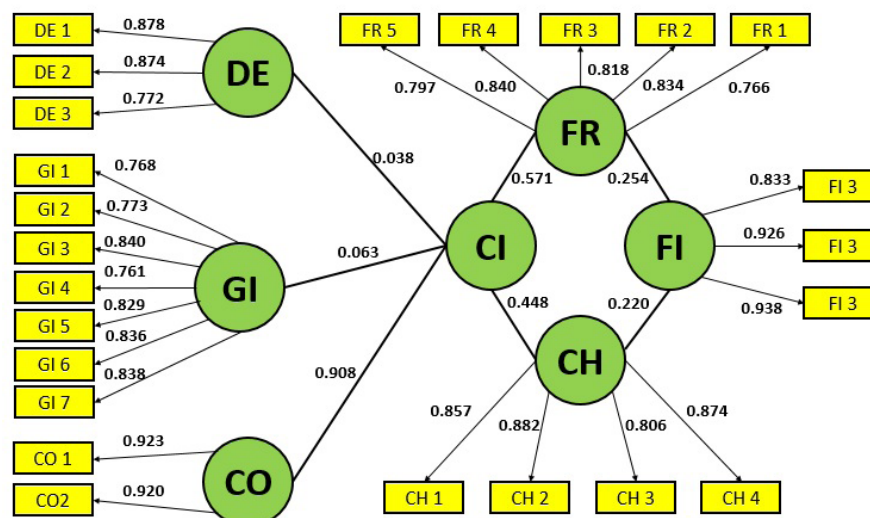 DE 1
0.878
DE 2
0.874
DE 3
0.772
DE
FR 5
FR 4
FR 3
FR 2
FR 1
0.797
0.840
0.818
0.834
0.766
FR
0.038
0.571
0.254
GI 1
0.768
GI 2
0.773
GI 3
0.840
GI 4
0.761
GI 5
0.829
GI 6
0.836
GI 7
0.838
GI
0.063
CI
FI
0.833
FI 3
0.926
FI 3
0.938
FI 3
0.448
0.220
CH
0.908
CO 1
0.923
CO2
0.920
CO
0.857
0.882
0.806
0.874
CH 1
CH 2
CH 3
CH 4